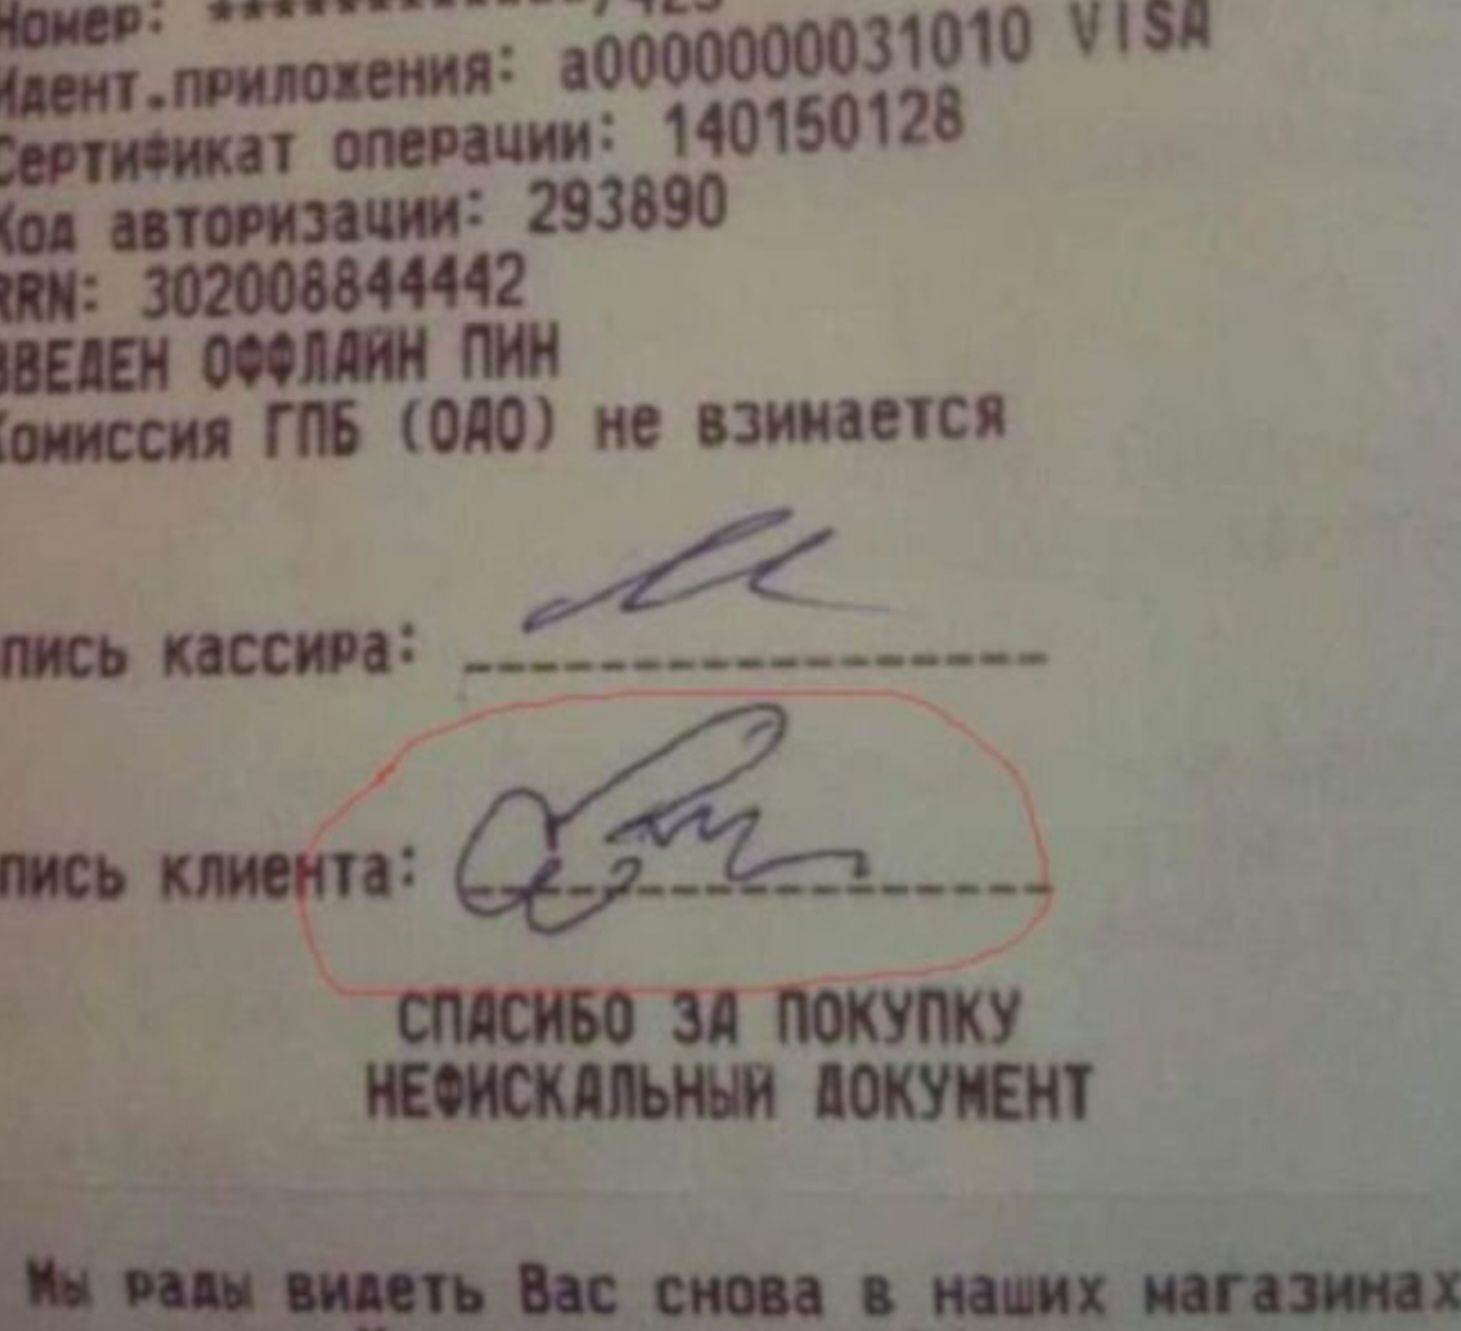 Номер: ************7425
Идент.приложения: a0000000031010 VISA
Сертификат операции: 140150128
Код авторизации: 293890
RRN: 302008844442
ВВЕДЕН ОФФЛАЙН ПИН
Комиссия ГПБ (ОАО) не взимается
пись кассира:
пись клиента:
СПАСИБО ЗА ПОКУПКУ
НЕФИСКАЛЬНЫЙ ДОКУМЕНТ
Мы рады видеть Вас снова в наших магазинах